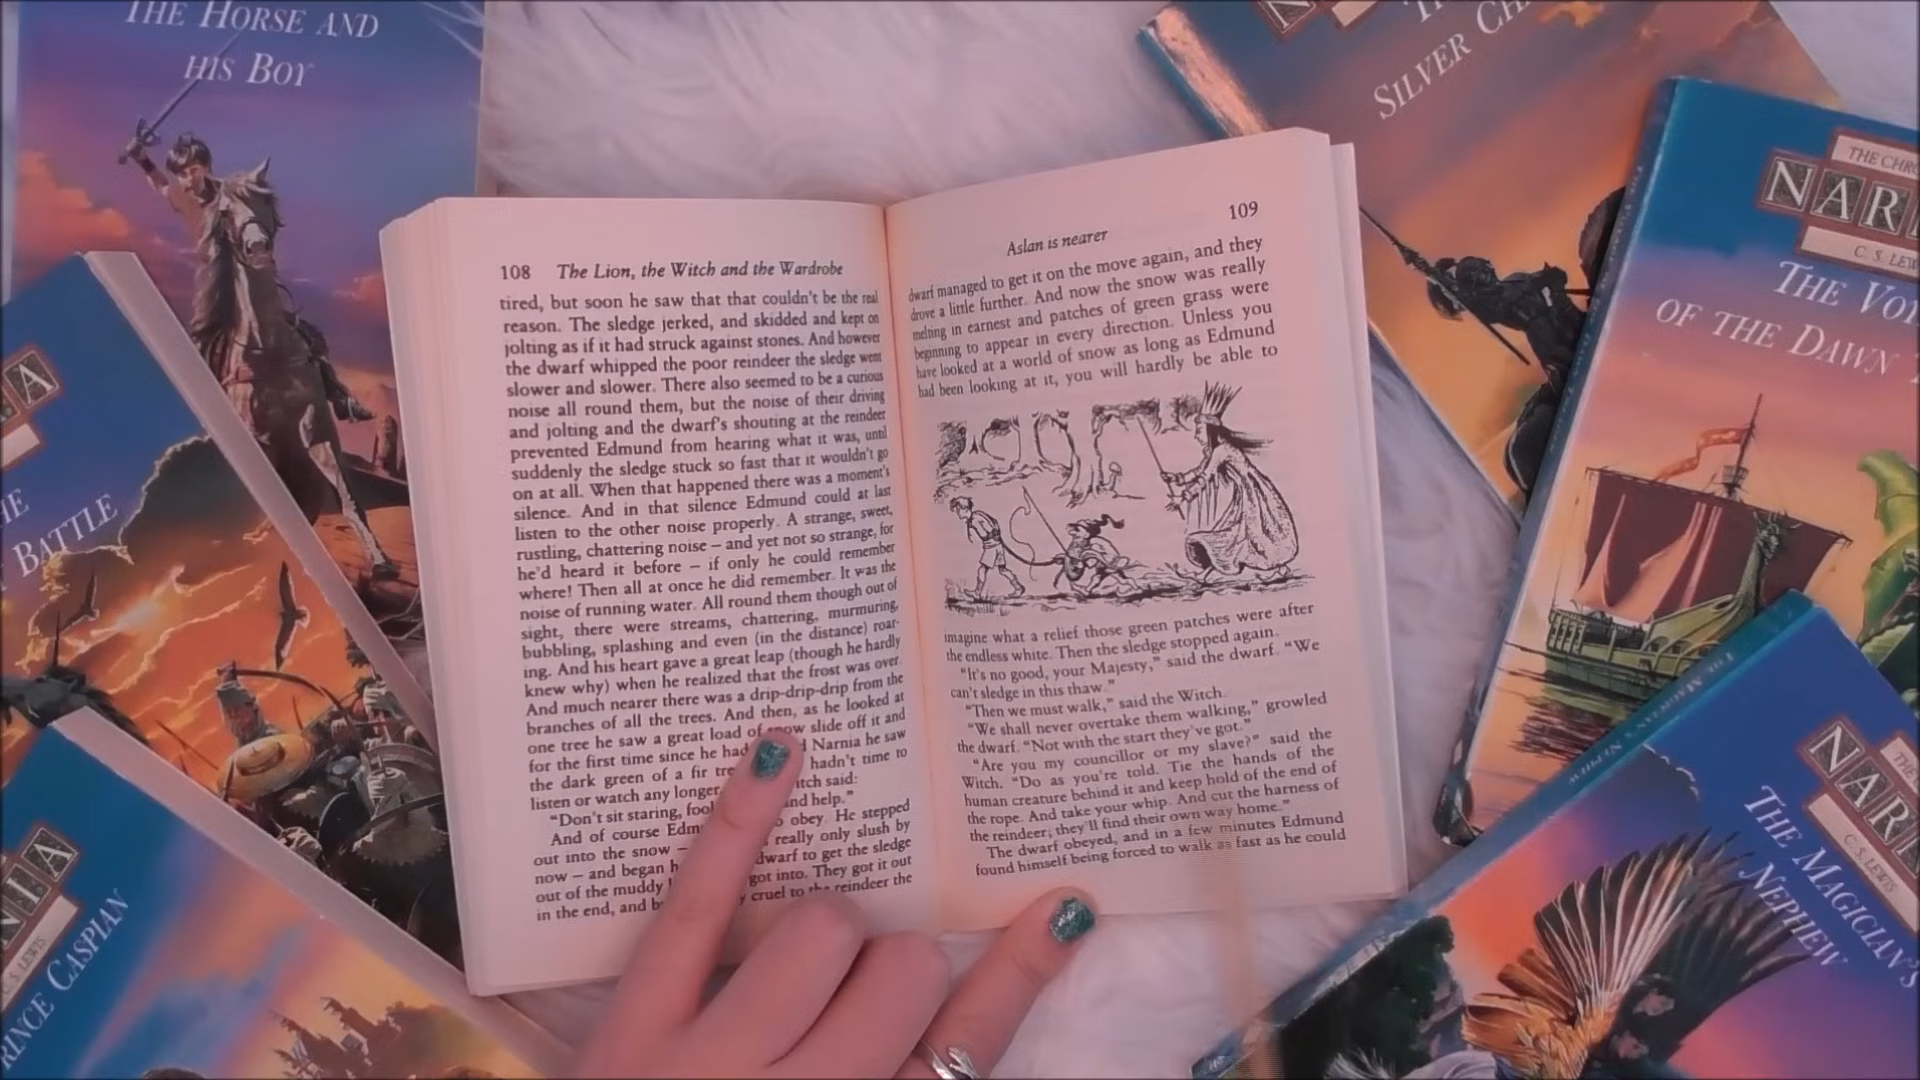 THE HORSE AND
HIS BOY
SILVER
THE CHRO
NAR
C. S. LEW
THE VOY
OF THE DAWN
108 The Lion, the Witch and the Wardrobe
tired, but soon he saw that that couldn't be the real
reason. The sledge jerked, and skidded and kept on
jolting as if it had struck against stones. And however
the dwarf whipped the poor reindeer the sledge went
slower and slower. There also seemed to be a curious
noise all round them, but the noise of their driving
and jolting and the dwarf's shouting at the reindeer
prevented Edmund from hearing what it was, until
suddenly the sledge stuck so fast that it wouldn't go
on at all. When that happened there was a moment's
silence. And in that silence Edmund could at last
listen to the other noise properly. A strange, sweet,
rustling, chattering noise – and yet not so strange, for
he'd heard it before – if only he could remember
where! Then all at once he did remember. It was the
noise of running water. All round them though out of
sight, there were streams, chattering, murmuring,
bubbling, splashing and even (in the distance) roar-
ing. And his heart gave a great leap (though he hardly
knew why) when he realized that the frost was over.
And much nearer there was a drip-drip-drip from the
branches of all the trees. And then, as he looked at
one tree he saw a great load of snow slide off it and
for the first time since he had Narnia he saw
the dark green of a fir tre hadn't time to
listen or watch any longer, itch said:
"Don't sit staring, fool nd help."
And of course Edm o obey. He stepped
out into the snow – really only slush by
now – and began h dwarf to get the sledge
out of the muddy got into. They got it out
in the end, and b y cruel to the reindeer the
Aslan is nearer 109
dwarf managed to get it on the move again, and they
drove a little further. And now the snow was really
melting in earnest and patches of green grass were
beginning to appear in every direction. Unless you
have looked at a world of snow as long as Edmund
had been looking at it, you will hardly be able to
imagine what a relief those green patches were after
the endless white. Then the sledge stopped again.
"It's no good, your Majesty," said the dwarf. "We
can't sledge in this thaw."
"Then we must walk," said the Witch.
"We shall never overtake them walking," growled
the dwarf. "Not with the start they've got."
"Are you my councillor or my slave?" said the
Witch. "Do as you're told. Tie the hands of the
human creature behind it and keep hold of the end of
the rope. And take your whip. And cut the harness of
the reindeer; they'll find their own way home."
The dwarf obeyed, and in a few minutes Edmund
found himself being forced to walk as fast as he could
A
HE
BATTLE
NIA
S. LEWIS
RINCE CASPIAN
THE MAGICIAN'S NEPHEW
THE
NAR
C. S. LEWIS
THE MAGICIAN'S
NEPHEW